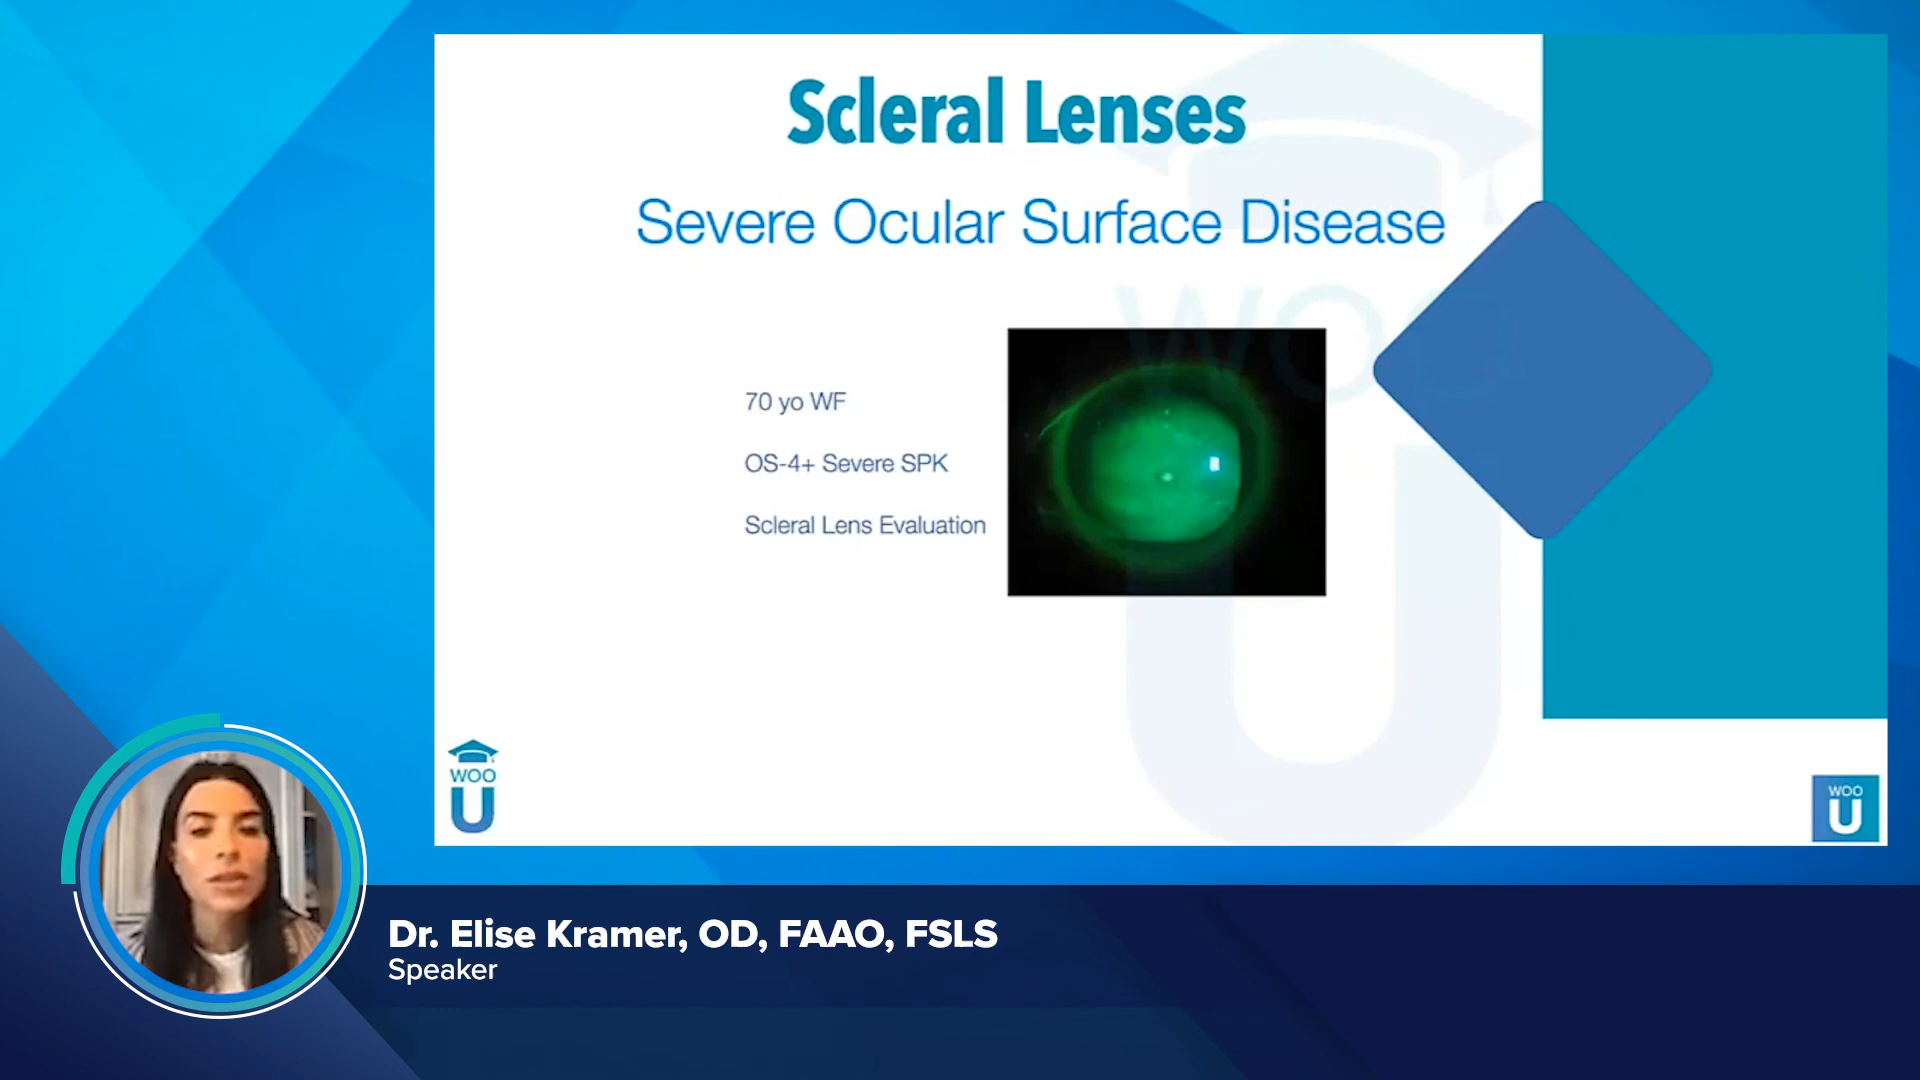 Scleral Lenses
Severe Ocular Surface Disease
70 yo WF
OS-4+ Severe SPK
Scleral Lens Evaluation
WOO
U
WOO
U
WOO
U
Dr. Elise Kramer, OD, FAAO, FSLS
Speaker